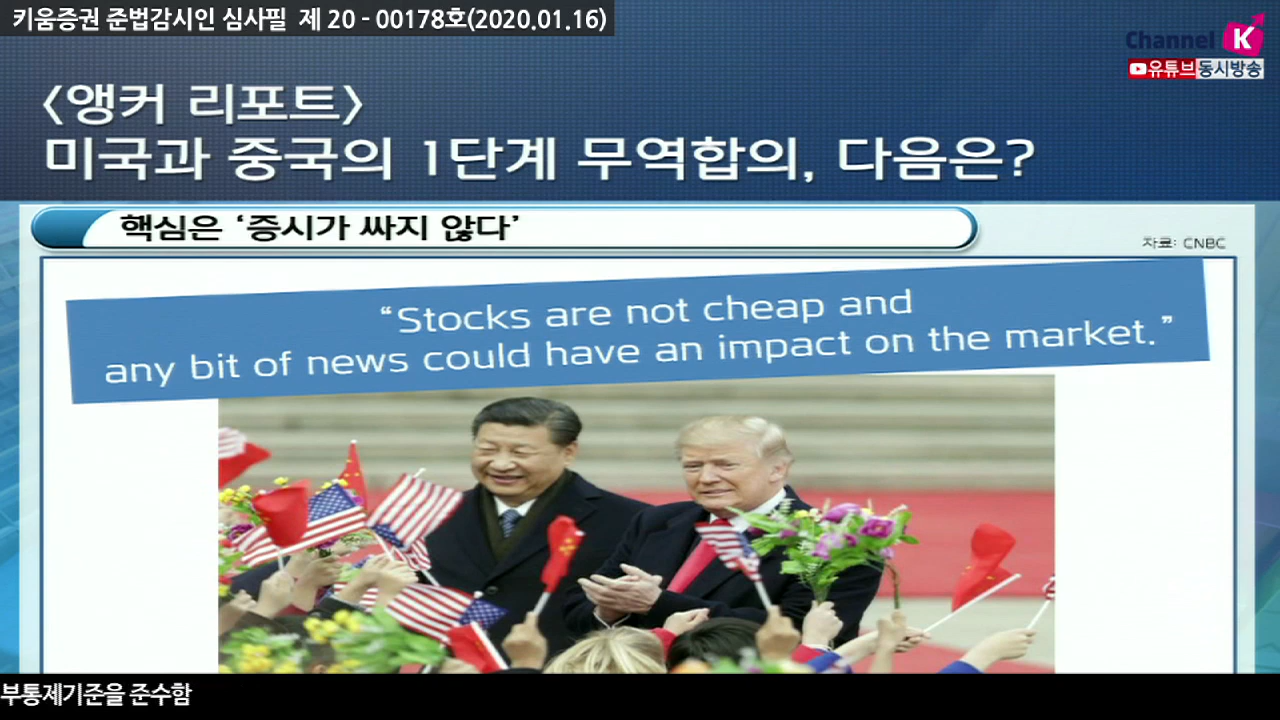 키움증권 준법감시인 심사필 제 20 - 00178호(2020.01.16)
Channel K
유튜브동시방송
<앵커 리포트>
미국과 중국의 1단계 무역합의, 다음은?
핵심은 ‘증시가 싸지 않다’
자료: CNBC
“Stocks are not cheap and
any bit of news could have an impact on the market.”
부통제기준을 준수함